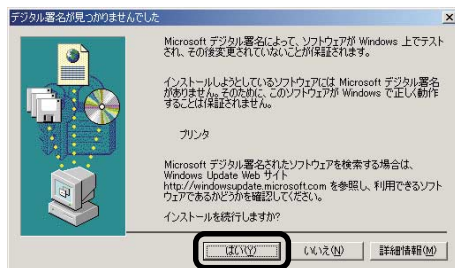 デジタル署名が見つかりませんでした
Microsoft デジタル署名によって、ソフトウェアが Windows 上でテスト
され、その後変更されていないことが保証されます。
インストールしようとしているソフトウェアには Microsoft デジタル署名
がありません。そのために、このソフトウェアが Windows で正しく動作
することは保証されません。
プリンタ
Microsoft デジタル署名されたソフトウェアを検索する場合は、
Windows Update Web サイト
http://windowsupdate.microsoft.com を参照し、利用できるソフト
ウェアであるかどうかを確認してください。
インストールを続行しますか?
はい(Y) いいえ(N) 詳細情報(M)